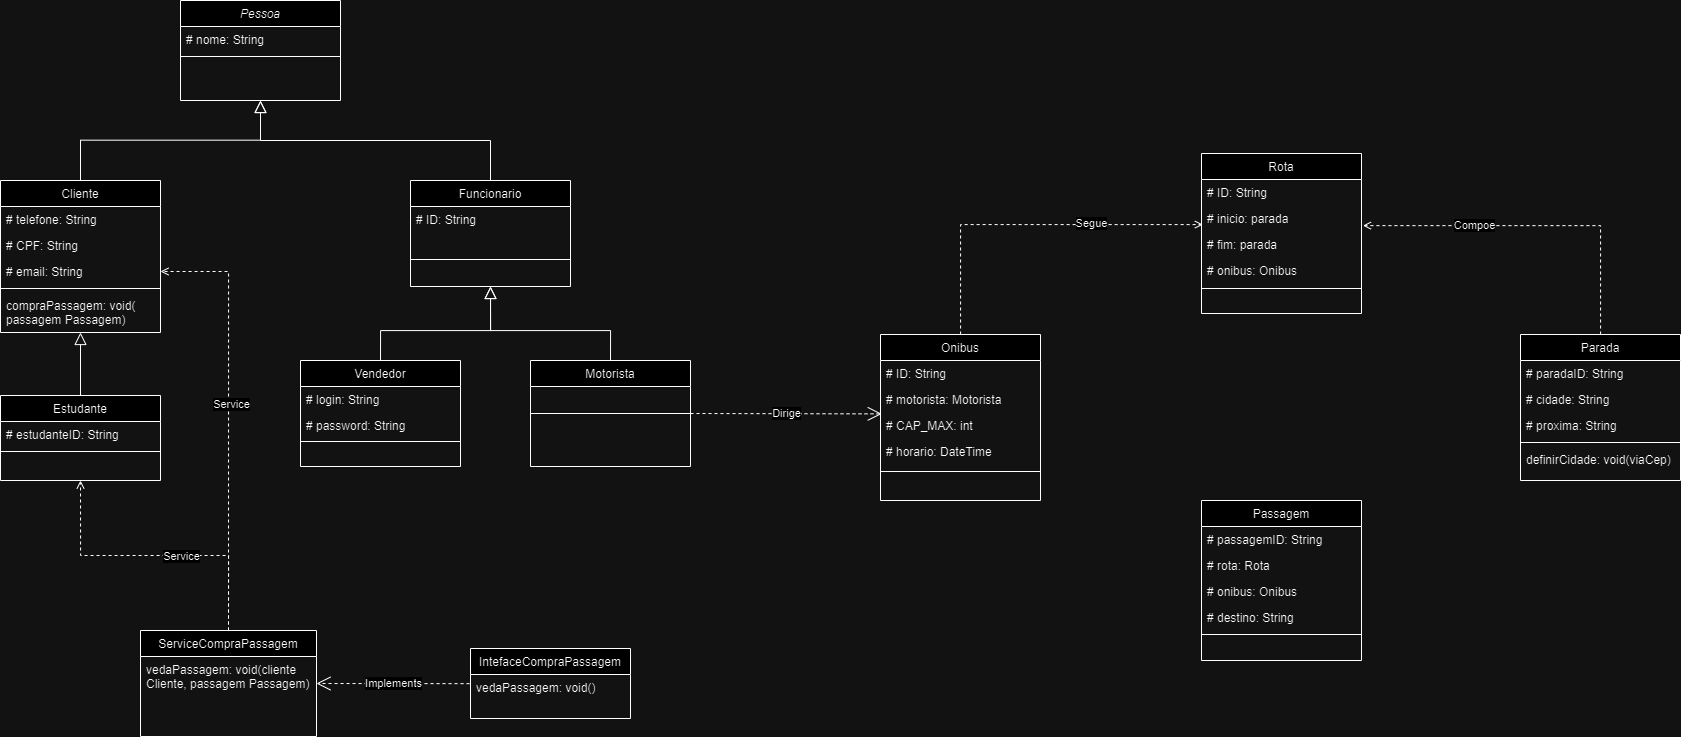 Pessoa
# nome: String
Cliente
# telefone: String
# CPF: String
# email: String
compraPassagem: void(
passagem Passagem)
Funcionario
# ID: String
Rota
# ID: String
# inicio: parada
# fim: parada
# onibus: Onibus
Segue
Compoe
Estudante
# estudanteID: String
Service
Vendedor
# login: String
# password: String
Motorista
Dirige
Onibus
# ID: String
# motorista: Motorista
# CAP_MAX: int
# horario: DateTime
Parada
# paradaID: String
# cidade: String
# proxima: String
definirCidade: void(viaCep)
Passagem
# passagemID: String
# rota: Rota
# onibus: Onibus
# destino: String
Service
ServiceCompraPassagem
vedaPassagem: void(cliente
Cliente, passagem Passagem)
Implements
IntefaceCompraPassagem
vedaPassagem: void()